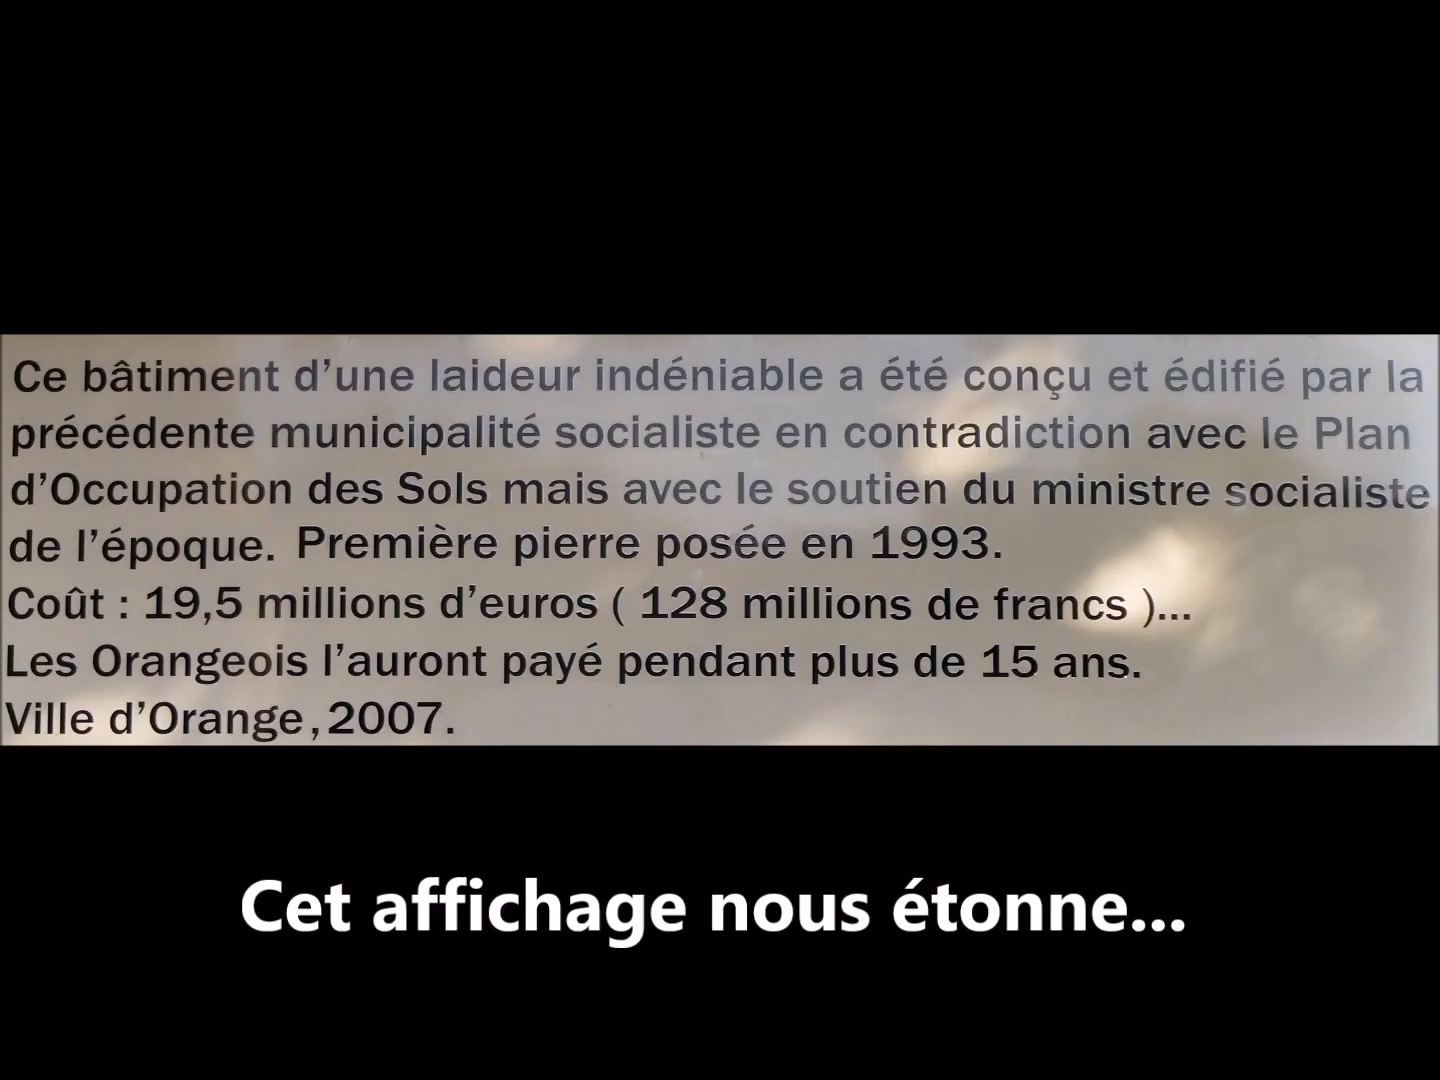 Ce bâtiment d'une laideur indéniable a été conçu et édifié par la
précédente municipalité socialiste en contradiction avec le Plan
d'Occupation des Sols mais avec le soutien du ministre socialiste
de l'époque. Première pierre posée en 1993.
Coût : 19,5 millions d'euros ( 128 millions de francs )...
Les Orangeois l'auront payé pendant plus de 15 ans.
Ville d'Orange, 2007.
Cet affichage nous étonne...